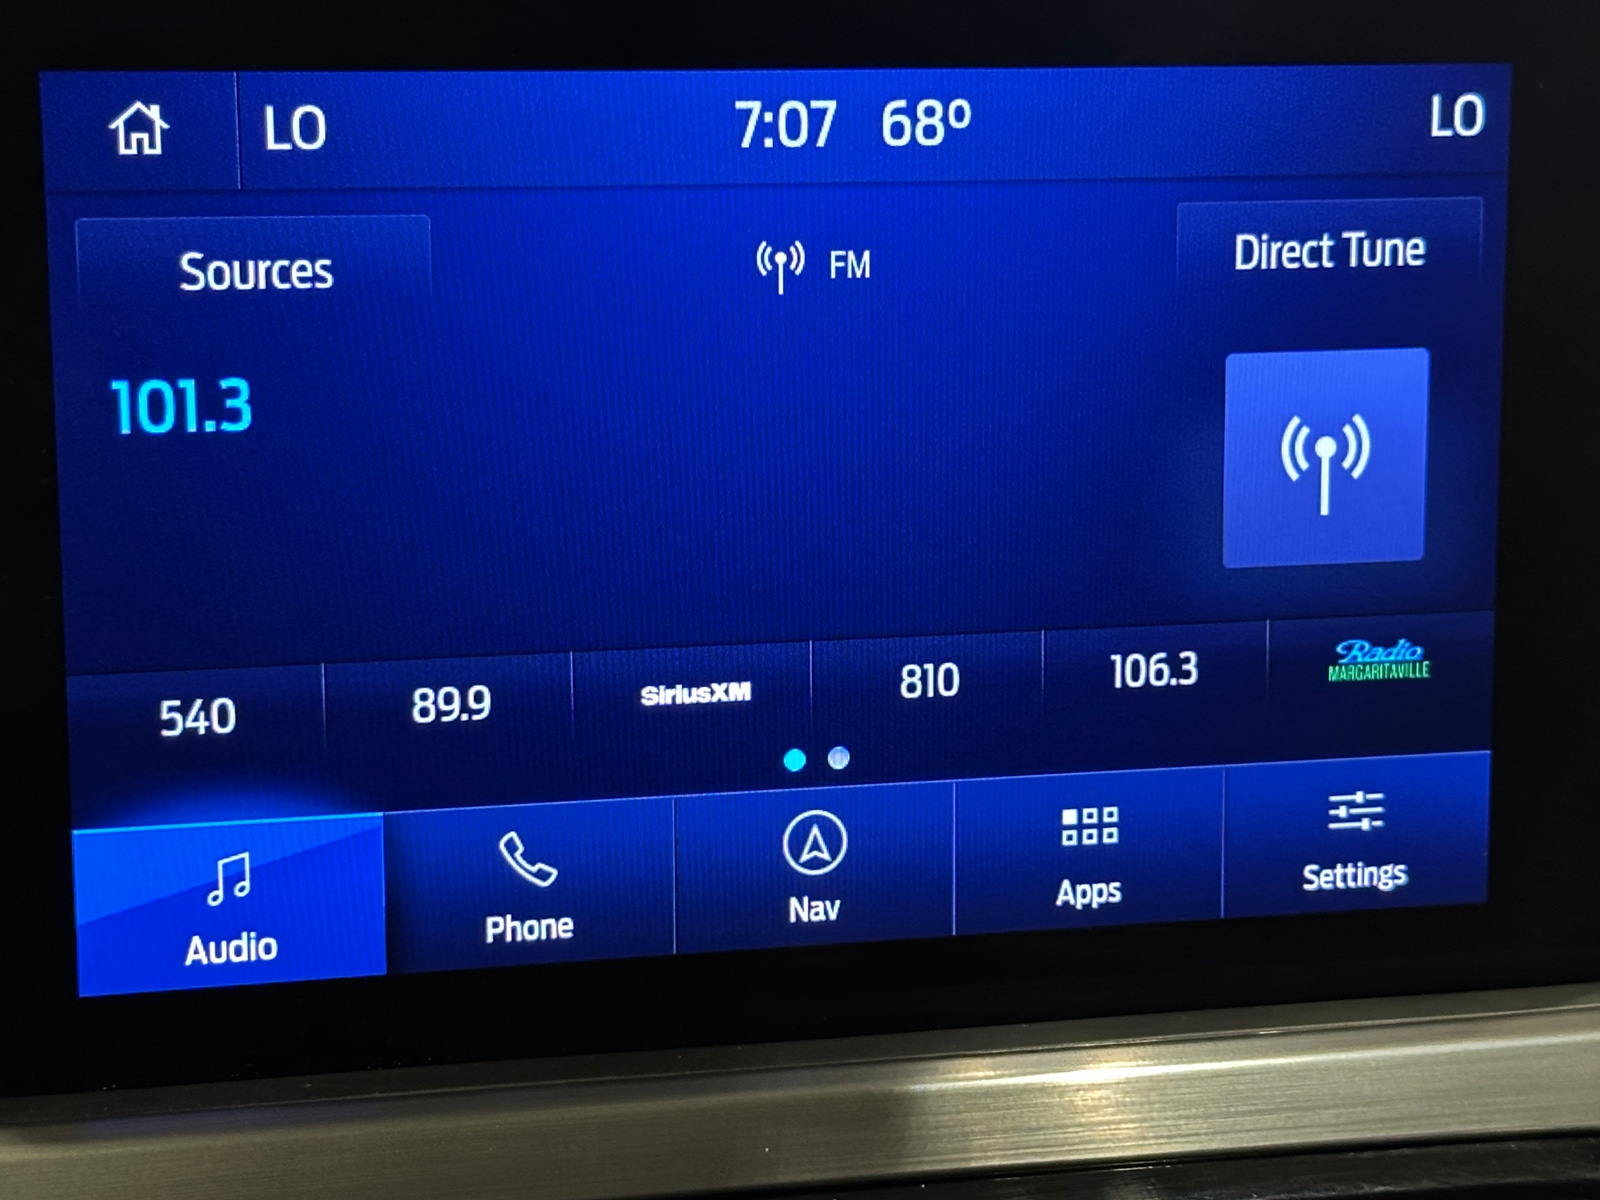 LO 7:07 68° LO
Sources FM Direct Tune
101.3
540 89.9 SiriusXM 810 106.3 Radio
MARGARITAVILLE
Audio Phone Nav Apps Settings